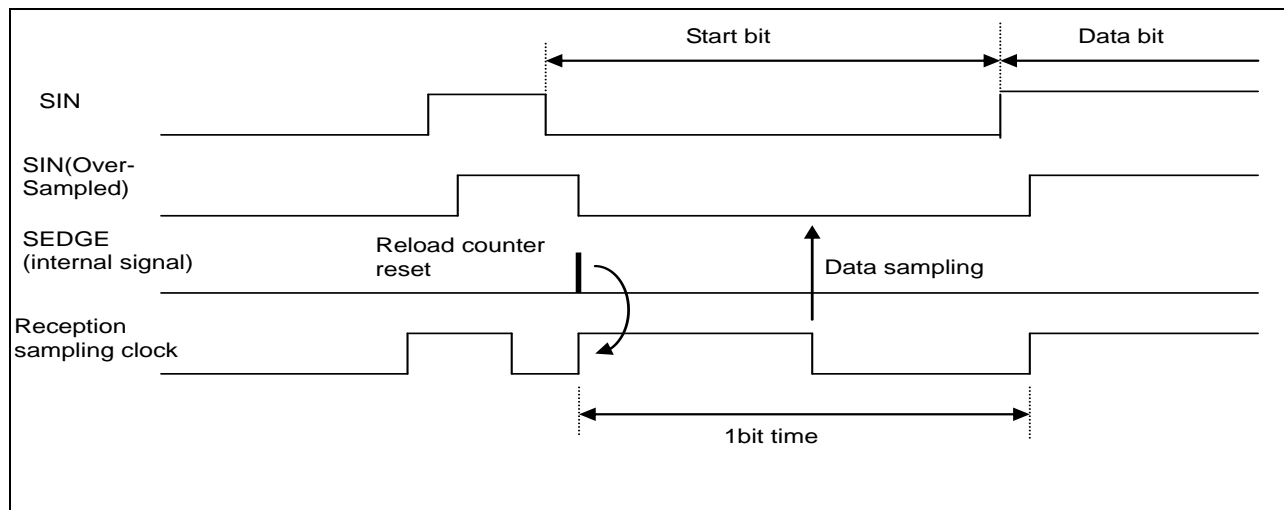 Start bit
Data bit
SIN
SIN(Over-
Sampled)
SEDGE
(internal signal)
Reload counter
reset
Data sampling
Reception
sampling clock
1bit time